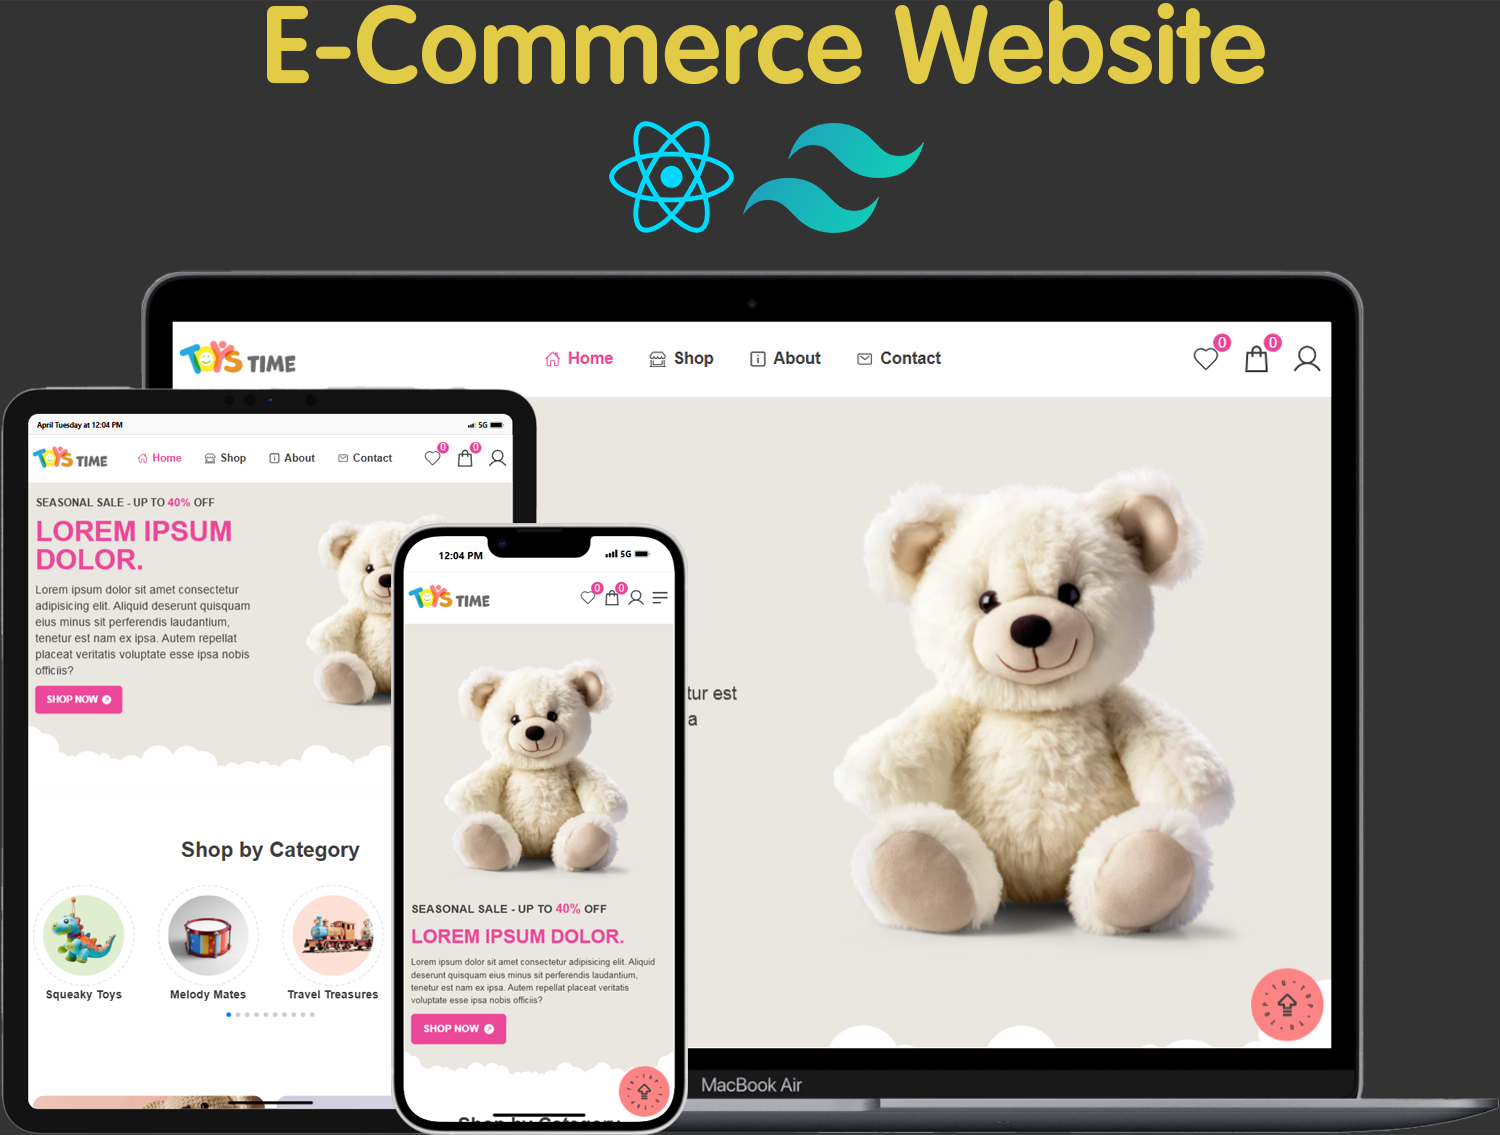 E-Commerce Website
TOYS TIME
Home
Shop
About
Contact
0
0
April Tuesday at 12:04 PM
5G
TOYS TIME
Home
Shop
About
Contact
0
0
SEASONAL SALE - UP TO 40% OFF
LOREM IPSUM
DOLOR.
Lorem ipsum dolor sit amet consectetur
adipisicing elit. Aliquid deserunt quisquam
eius minus sit perferendis laudantium,
tenetur est nam ex ipsa. Autem repellat
placeat veritatis voluptate esse ipsa nobis
officiis?
SHOP NOW
Shop by Category
Squeaky Toys
Melody Mates
Travel Treasures
12:04 PM
5G
TOYS TIME
0
0
SEASONAL SALE - UP TO 40% OFF
LOREM IPSUM DOLOR.
Lorem ipsum dolor sit amet consectetur adipisicing elit. Aliquid
deserunt quisquam eius minus sit perferendis laudantium,
tenetur est nam ex ipsa. Autem repellat placeat veritatis
voluptate esse ipsa nobis officiis?
SHOP NOW
Shop by Category
tur est
a
MacBook Air